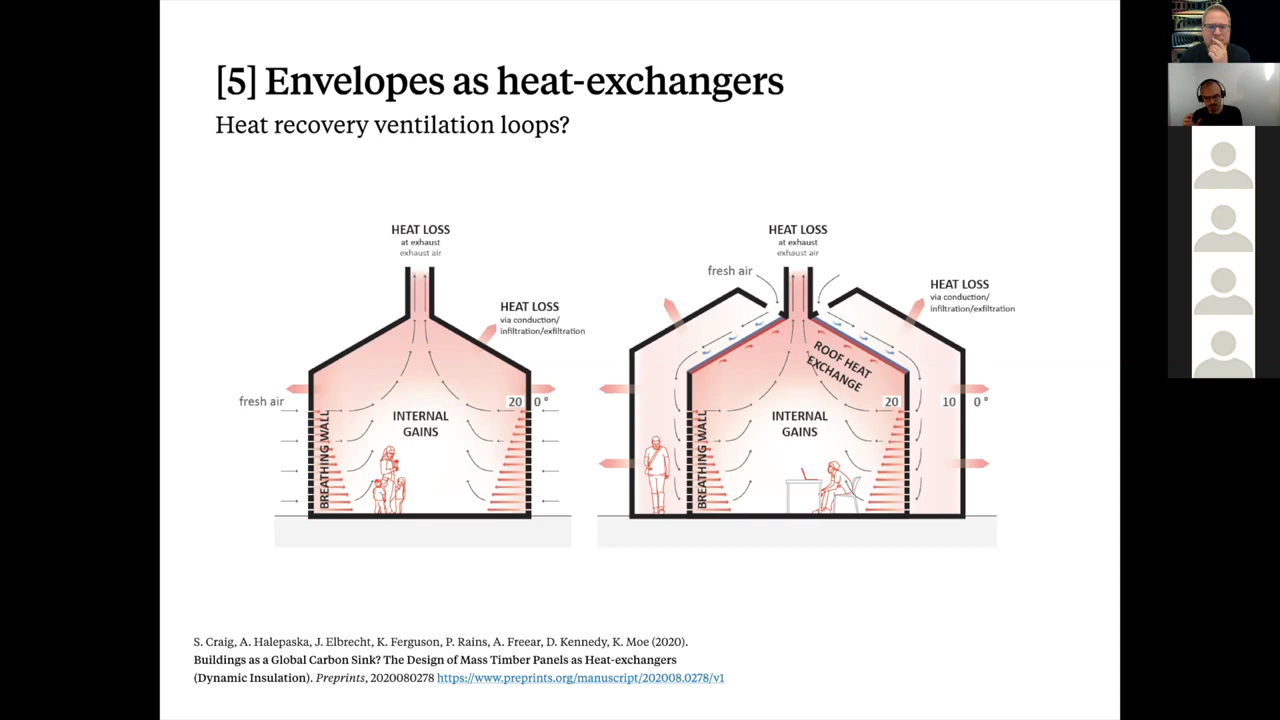 [5] Envelopes as heat-exchangers
Heat recovery ventilation loops?
HEAT LOSS
at exhaust
exhaust air
HEAT LOSS
via conduction/
infiltration/exfiltration
fresh air
20
0°
INTERNAL
GAINS
BREATHING WALL
HEAT LOSS
at exhaust
exhaust air
fresh air
HEAT LOSS
via conduction/
infiltration/exfiltration
ROOF HEAT
EXCHANGE
20
10
0°
INTERNAL
GAINS
BREATHING WALL
S. Craig, A. Halepaska, J. Elbrecht, K. Ferguson, P. Rains, A. Freear, D. Kennedy, K. Moe (2020).
Buildings as a Global Carbon Sink? The Design of Mass Timber Panels as Heat-exchangers
(Dynamic Insulation). Preprints, 2020080278 https://www.preprints.org/manuscript/202008.0278/v1